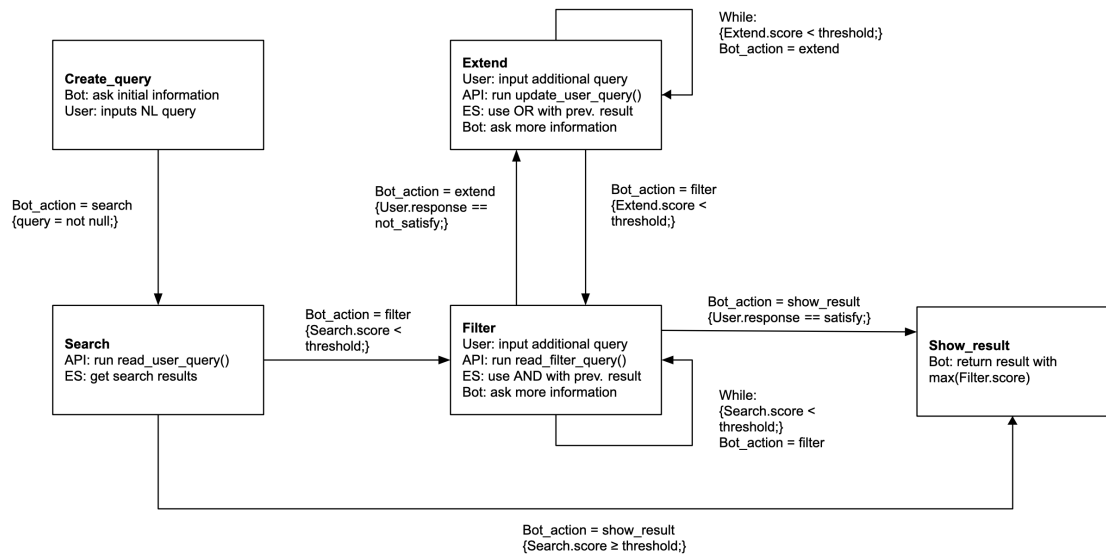 While:
{Extend.score < threshold;}
Bot_action = extend
Create_query
Bot: ask initial information
User: inputs NL query
Extend
User: input additional query
API: run update_user_query()
ES: use OR with prev. result
Bot: ask more information
Bot_action = search
{query = not null;}
Bot_action = extend
{User.response ==
not_satisfy;}
Bot_action = filter
{Extend.score <
threshold;}
Search
API: run read_user_query()
ES: get search results
Bot_action = filter
{Search.score <
threshold;}
Filter
User: input additional query
API: run read_filter_query()
ES: use AND with prev. result
Bot: ask more information
Bot_action = show_result
{User.response == satisfy;}
Show_result
Bot: return result with
max(Filter.score)
While:
{Search.score <
threshold;}
Bot_action = filter
Bot_action = show_result
{Search.score ≥ threshold;}